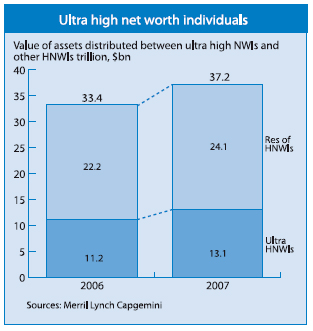 Ultra high net worth individuals
Value of assets distributed between ultra high NWIs and
other HNWIs trillion, $bn
40
37.2
35
33.4
30
25
24.1
Res of
HNWIs
22.2
20
15
13.1
Ultra
HNWIs
11.2
10
5
0
2006
2007
Sources: Merril Lynch Capgemini